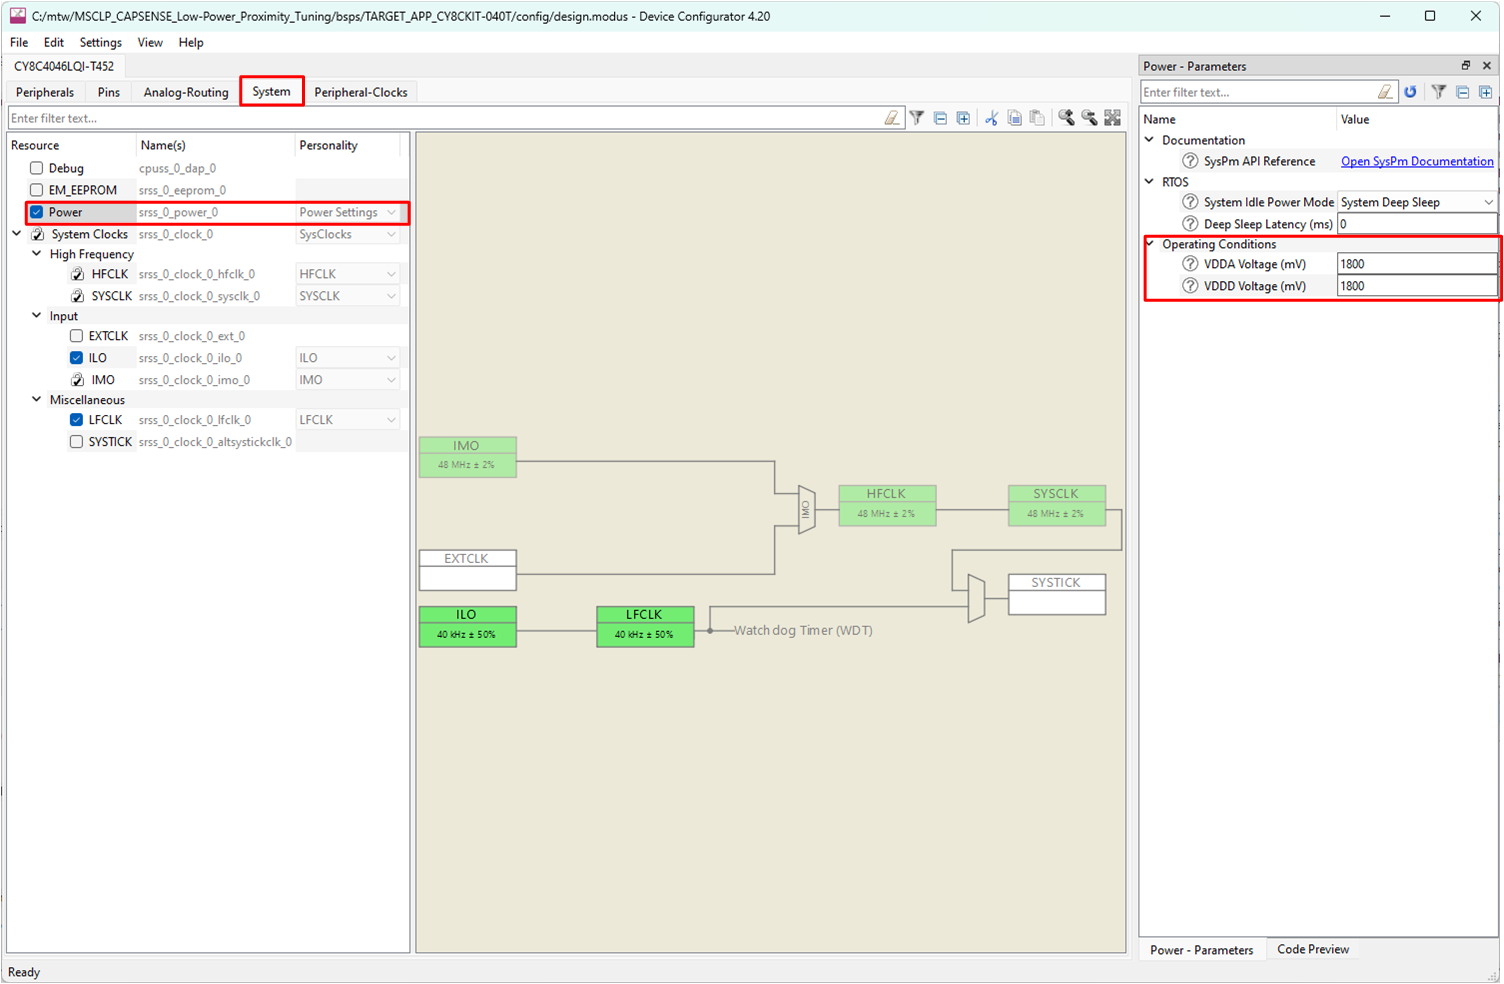 C:/mtw/MSCLP_CAPSENSE_Low-Power_Proximity_Tuning/bsps/TARGET_APP_CY8CKIT-040T/config/design.modus - Device Configurator 4.20
File Edit Settings View Help
CY8C4046LQI-T452
Peripherals Pins Analog-Routing System Peripheral-Clocks
Enter filter text...
Resource Name(s) Personality
Debug cpuss_0_dap_0
EM_EEPROM srss_0_eeprom_0
Power srss_0_power_0 Power Settings
System Clocks srss_0_clock_0 SysClocks
High Frequency
HFCLK srss_0_clock_0_hfclk_0 HFCLK
SYSCLK srss_0_clock_0_sysclk_0 SYSCLK
Input
EXTCLK srss_0_clock_0_ext_0
ILO srss_0_clock_0_ilo_0 ILO
IMO srss_0_clock_0_imo_0 IMO
Miscellaneous
LFCLK srss_0_clock_0_lfclk_0 LFCLK
SYSTICK srss_0_clock_0_altsystickclk_0
IMO
48 MHz ± 2%
IMO
HFCLK
48 MHz ± 2%
SYSCLK
48 MHz ± 2%
EXTCLK
SYSTICK
ILO
40 kHz ± 50%
LFCLK
40 kHz ± 50%
Watch dog Timer (WDT)
Power - Parameters
Enter filter text...
Name Value
Documentation
SysPm API Reference Open SysPm Documentation
RTOS
System Idle Power Mode System Deep Sleep
Deep Sleep Latency (ms) 0
Operating Conditions
VDDA Voltage (mV) 1800
VDDD Voltage (mV) 1800
Power - Parameters Code Preview
Ready